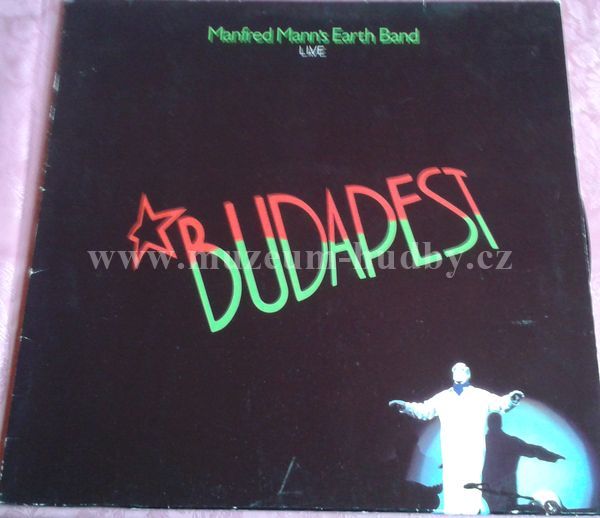 Manfred Mann's Earth Band
LIVE
BUDAPEST
www.muzeum-hudby.cz